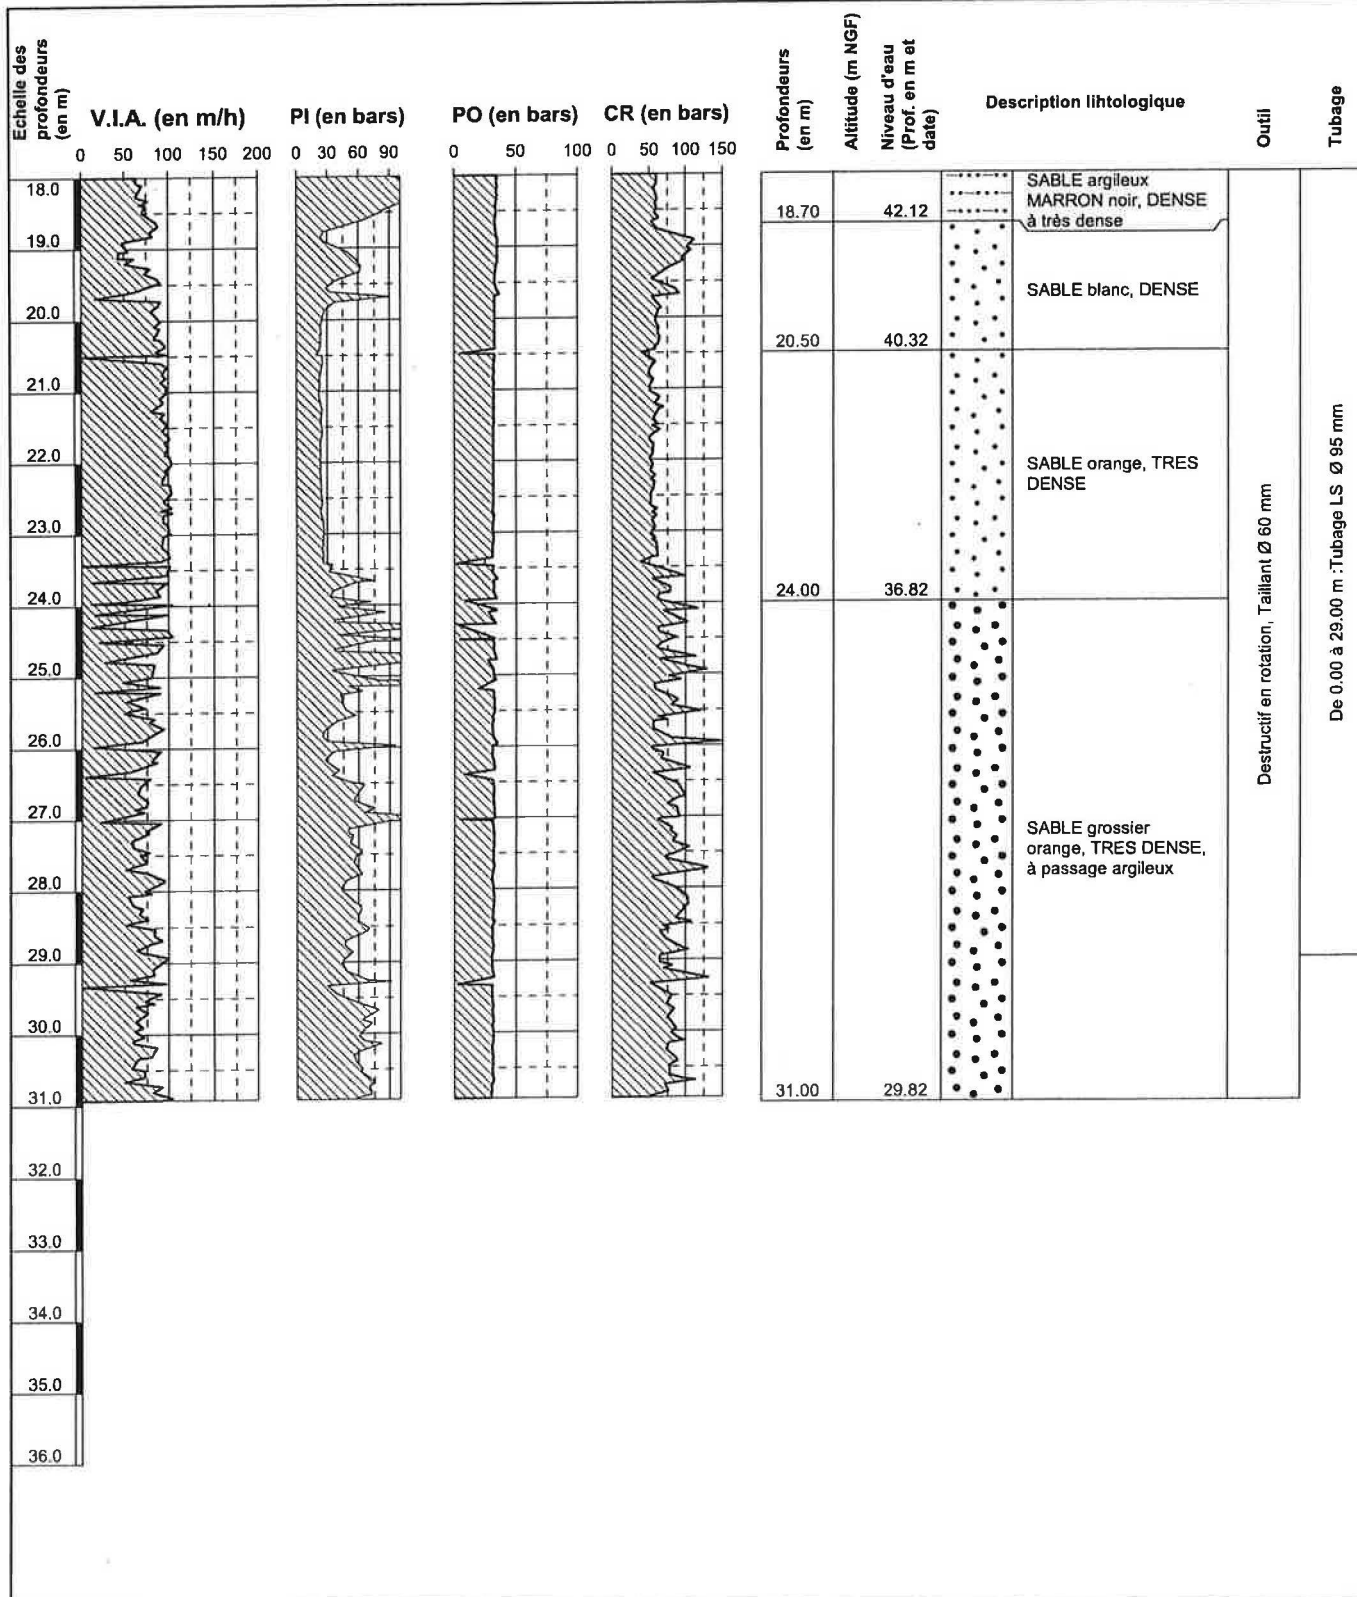 Echelle des
profondeurs
(en m)
V.I.A. (en m/h)
PI (en bars)
PO (en bars)
CR (en bars)
Profondeurs
(en m)
Altitude (m NGF)
Niveau d'eau
(Prof. en m et
date)
Description lihtologique
Outil
Tubage
0 50 100 150 200
0 30 60 90
0 50 100
0 50 100 150
18.0
19.0
20.0
21.0
22.0
23.0
24.0
25.0
26.0
27.0
28.0
29.0
30.0
31.0
32.0
33.0
34.0
35.0
36.0
18.70 42.12
SABLE argileux
MARRON noir, DENSE
à très dense
SABLE blanc, DENSE
20.50 40.32
SABLE orange, TRES
DENSE
24.00 36.82
SABLE grossier
orange, TRES DENSE,
à passage argileux
31.00 29.82
Destructif en rotation, Taillant Ø 60 mm
De 0.00 à 29.00 m :Tubage LS Ø 95 mm